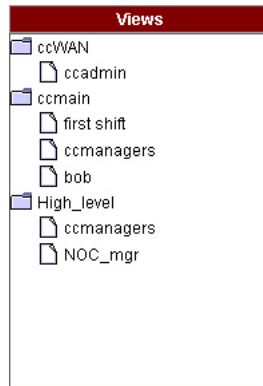 Views
ccWAN
ccadmin
ccmain
first shift
ccmanagers
bob
High_level
ccmanagers
NOC_mgr